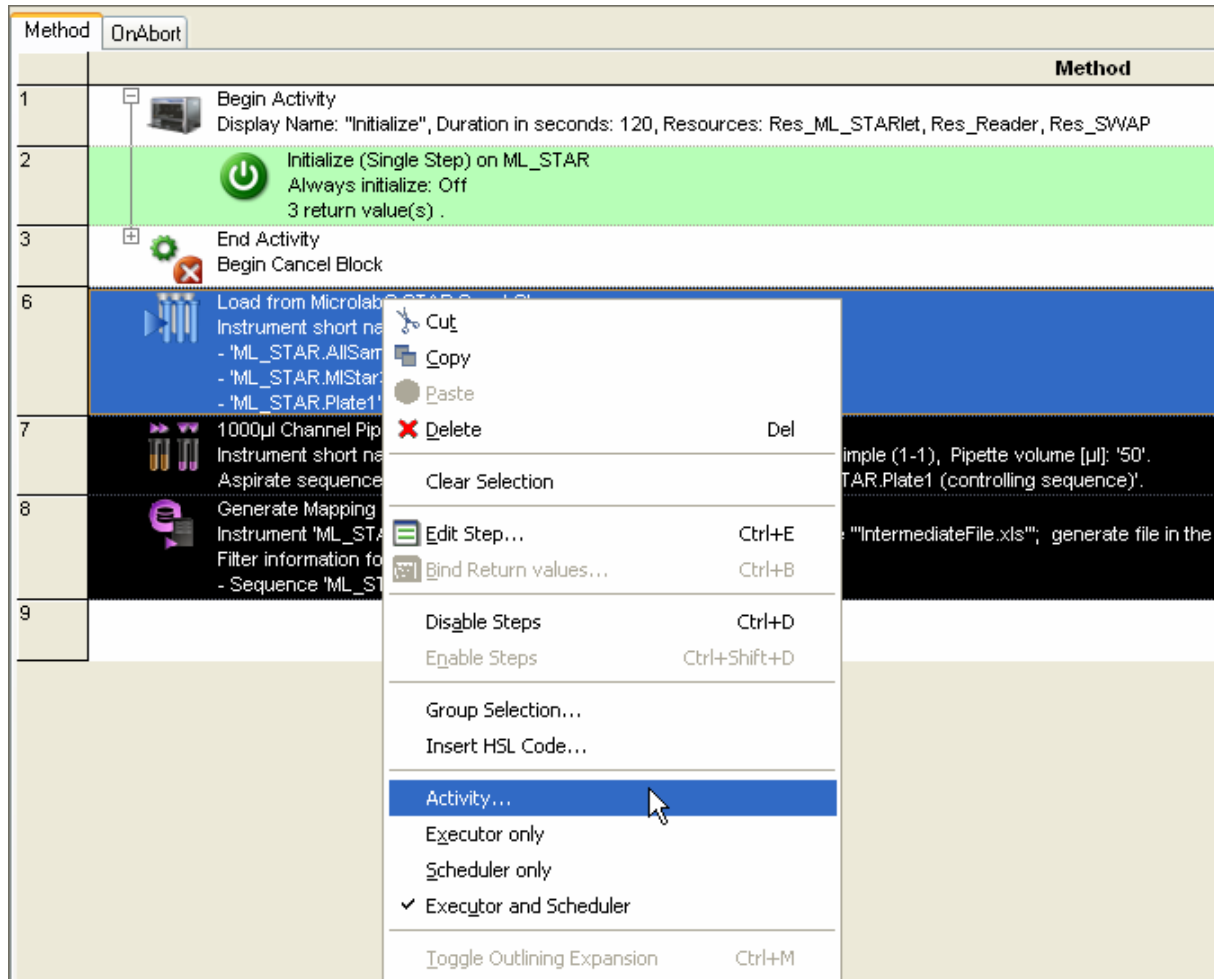 Method OnAbort
Method
1 Begin Activity
Display Name: "Initialize", Duration in seconds: 120, Resources: Res_ML_STARlet, Res_Reader, Res_SWAP
2 Initialize (Single Step) on ML_STAR
Always initialize: Off
3 return value(s) .
3 End Activity
Begin Cancel Block
6 Load from Microlab
Instrument short na
- 'ML_STAR.AllSam
- 'ML_STAR.MlStar
- 'ML_STAR.Plate1'
7 1000µl Channel Pip
Instrument short na imple (1-1), Pipette volume [µl]: '50'.
Aspirate sequence TAR.Plate1 (controlling sequence)'.
8 Generate Mapping
Instrument 'ML_STA "'IntermediateFile.xls'"; generate file in the
Filter information fo
- Sequence 'ML_ST
9
Cut
Copy
Paste
Delete Del
Clear Selection
Edit Step... Ctrl+E
Bind Return values... Ctrl+B
Disable Steps Ctrl+D
Enable Steps Ctrl+Shift+D
Group Selection...
Insert HSL Code...
Activity...
Executor only
Scheduler only
Executor and Scheduler
Toggle Outlining Expansion Ctrl+M